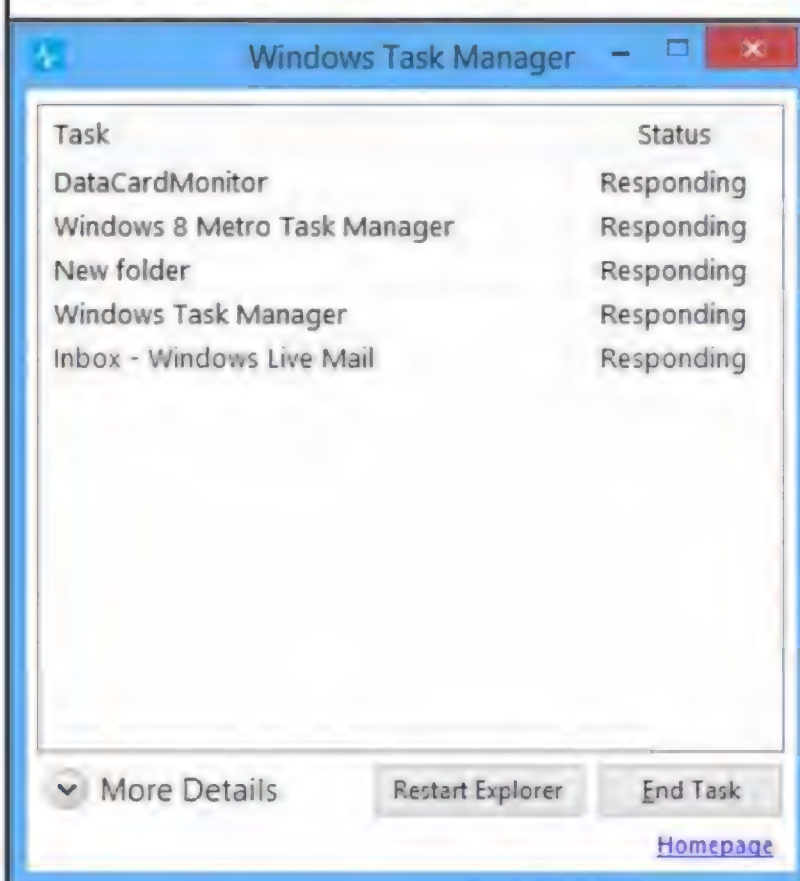 Windows Task Manager
Task Status
DataCardMonitor Responding
Windows 8 Metro Task Manager Responding
New folder Responding
Windows Task Manager Responding
Inbox - Windows Live Mail Responding
More Details Restart Explorer End Task
Homepage